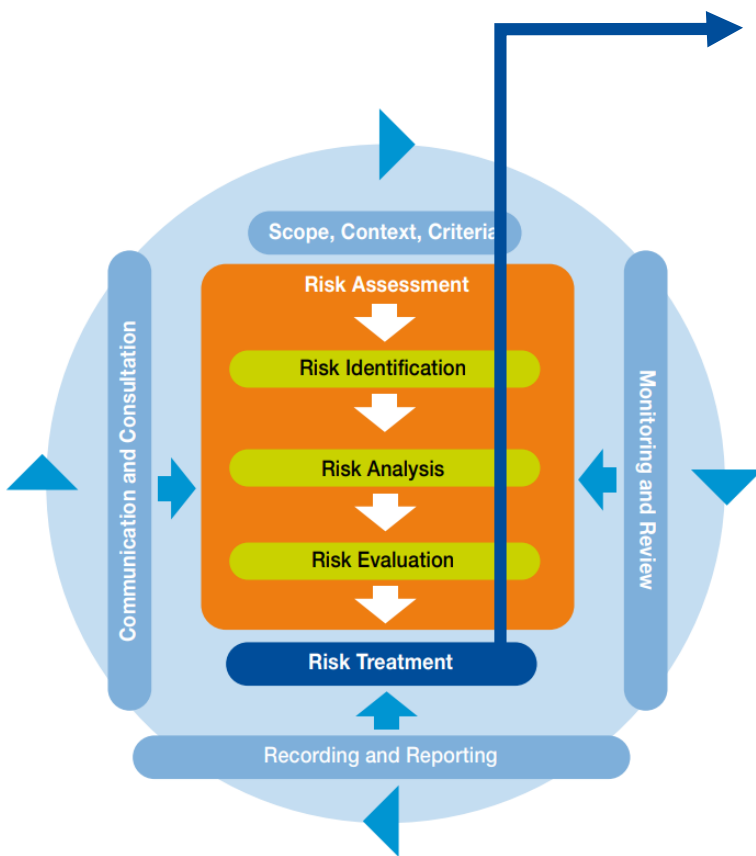 Scope, Context, Criteria
Risk Assessment
Risk Identification
Risk Analysis
Risk Evaluation
Risk Treatment
Communication and Consultation
Monitoring and Review
Recording and Reporting